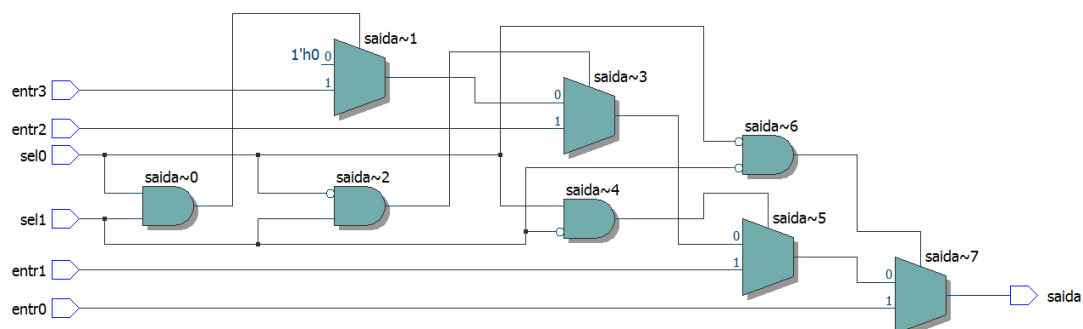 saida~1
1'h0 0
1
entr3
saida~3
0
1
entr2
saida~6
sel0
saida~0
saida~2
saida~4
sel1
saida~5
0
1
entr1
saida~7
0
1
entr0
saida